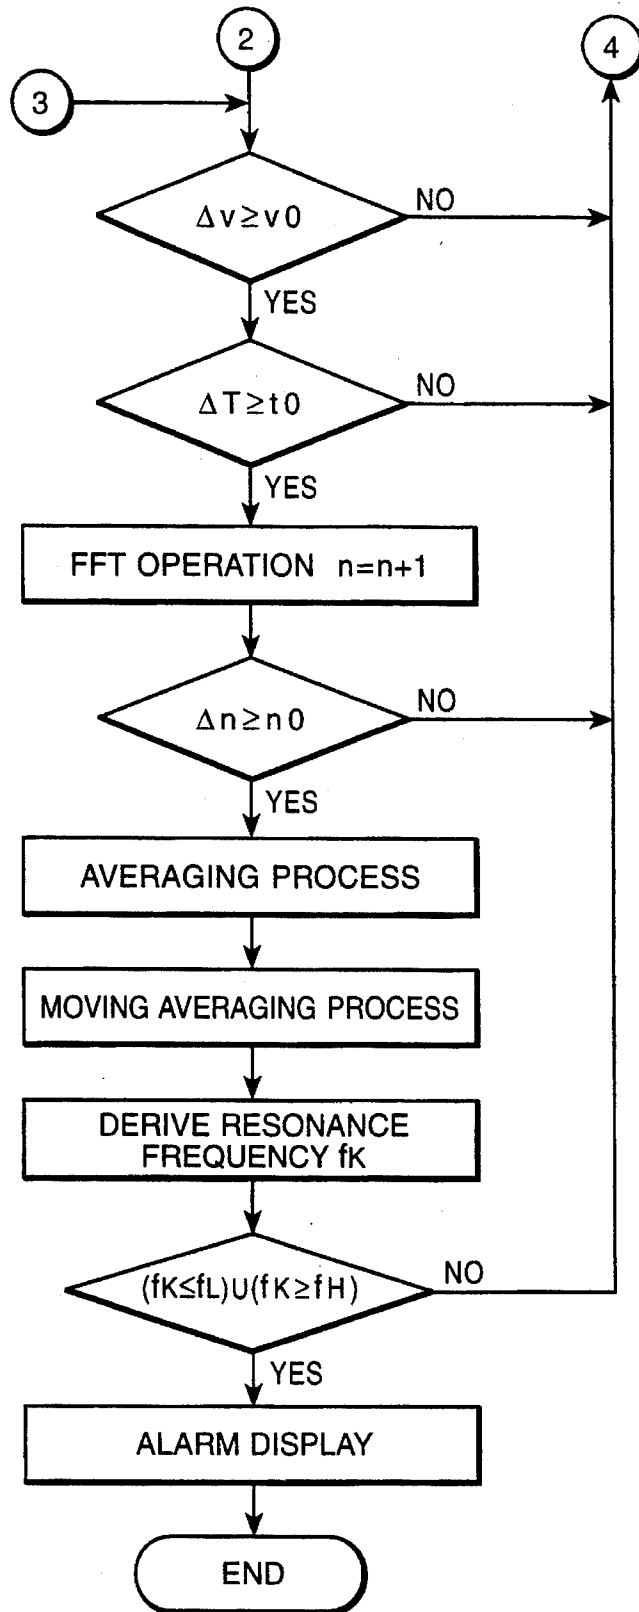 2
4
3
Δv≥v0
NO
YES
ΔT≥t0
NO
YES
FFT OPERATION n=n+1
Δn≥n0
NO
YES
AVERAGING PROCESS
MOVING AVERAGING PROCESS
DERIVE RESONANCE
FREQUENCY fK
(fK≤fL)∪(fK≥fH)
NO
YES
ALARM DISPLAY
END